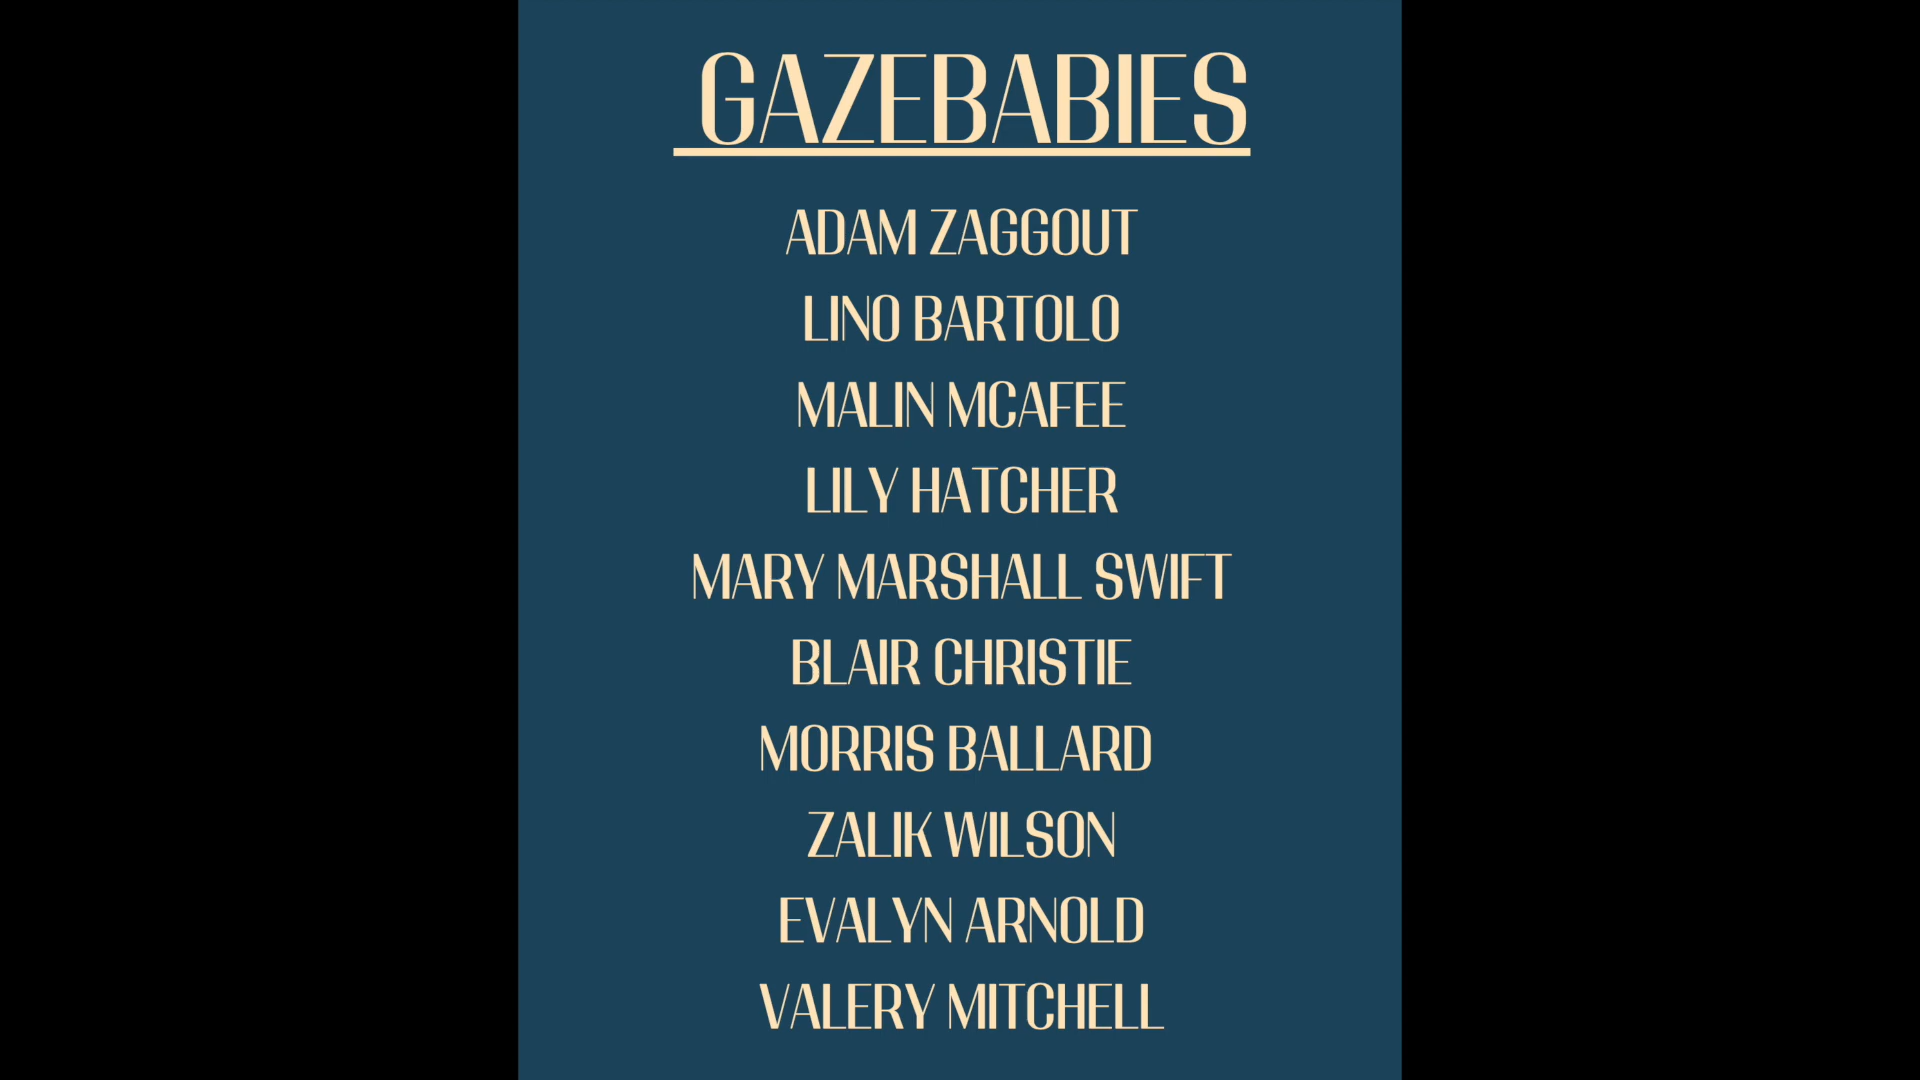 GAZEBABIES
ADAM ZAGGOUT
LINO BARTOLO
MALIN MCAFEE
LILY HATCHER
MARY MARSHALL SWIFT
BLAIR CHRISTIE
MORRIS BALLARD
ZALIK WILSON
EVALYN ARNOLD
VALERY MITCHELL